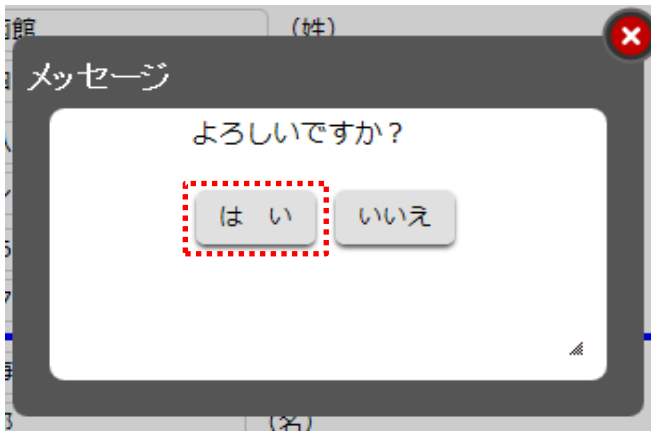 館
（姓）
メッセージ
よろしいですか？
は　い
いいえ
（名）